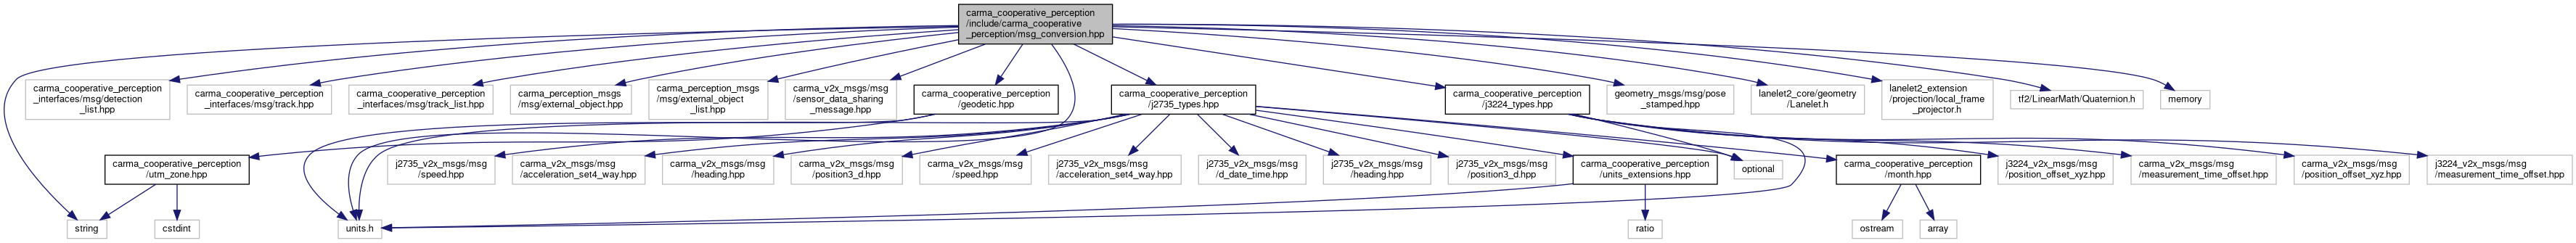 carma_cooperative_perception
/include/carma_cooperative
_perception/msg_conversion.hpp
carma_cooperative_perception
_interfaces/msg/detection
_list.hpp
carma_cooperative_perception
_interfaces/msg/track.hpp
carma_cooperative_perception
_interfaces/msg/track_list.hpp
carma_perception_msgs
/msg/external_object.hpp
carma_perception_msgs
/msg/external_object
_list.hpp
carma_v2x_msgs/msg
/sensor_data_sharing
_message.hpp
carma_cooperative_perception
/geodetic.hpp
carma_cooperative_perception
/j2735_types.hpp
carma_cooperative_perception
/j3224_types.hpp
geometry_msgs/msg/pose
_stamped.hpp
lanelet2_core/geometry
/Lanelet.h
lanelet2_extension
/projection/local_frame
_projector.h
tf2/LinearMath/Quaternion.h
memory
carma_cooperative_perception
/utm_zone.hpp
j2735_v2x_msgs/msg
/speed.hpp
carma_v2x_msgs/msg
/acceleration_set4_way.hpp
carma_v2x_msgs/msg
/heading.hpp
carma_v2x_msgs/msg
/position3_d.hpp
carma_v2x_msgs/msg
/speed.hpp
j2735_v2x_msgs/msg
/acceleration_set4_way.hpp
j2735_v2x_msgs/msg
/d_date_time.hpp
j2735_v2x_msgs/msg
/heading.hpp
j2735_v2x_msgs/msg
/position3_d.hpp
carma_cooperative_perception
/units_extensions.hpp
optional
carma_cooperative_perception
/month.hpp
j3224_v2x_msgs/msg
/position_offset_xyz.hpp
carma_v2x_msgs/msg
/measurement_time_offset.hpp
carma_v2x_msgs/msg
/position_offset_xyz.hpp
j3224_v2x_msgs/msg
/measurement_time_offset.hpp
string
cstdint
units.h
ratio
ostream
array